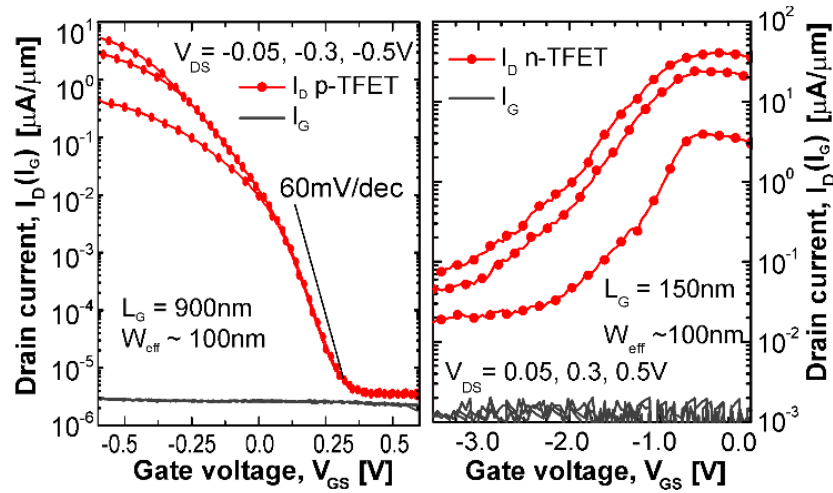 10¹
10⁰
10⁻¹
10⁻²
10⁻³
10⁻⁴
10⁻⁵
10⁻⁶
Drain current, I_D(I_G) [μA/μm]
V_DS = -0.05, -0.3, -0.5V
I_D p-TFET
I_G
60mV/dec
L_G = 900nm
W_eff ~ 100nm
-0.5 -0.25 0.0 0.25 0.5
Gate voltage, V_GS [V]
I_D n-TFET
I_G
L_G = 150nm
W_eff ~100nm
V_DS = 0.05, 0.3, 0.5V
-3.0 -2.0 -1.0 0.0
Gate voltage, V_GS [V]
10²
10¹
10⁰
10⁻¹
10⁻²
10⁻³
Drain current, I_D(I_G) [μA/μm]